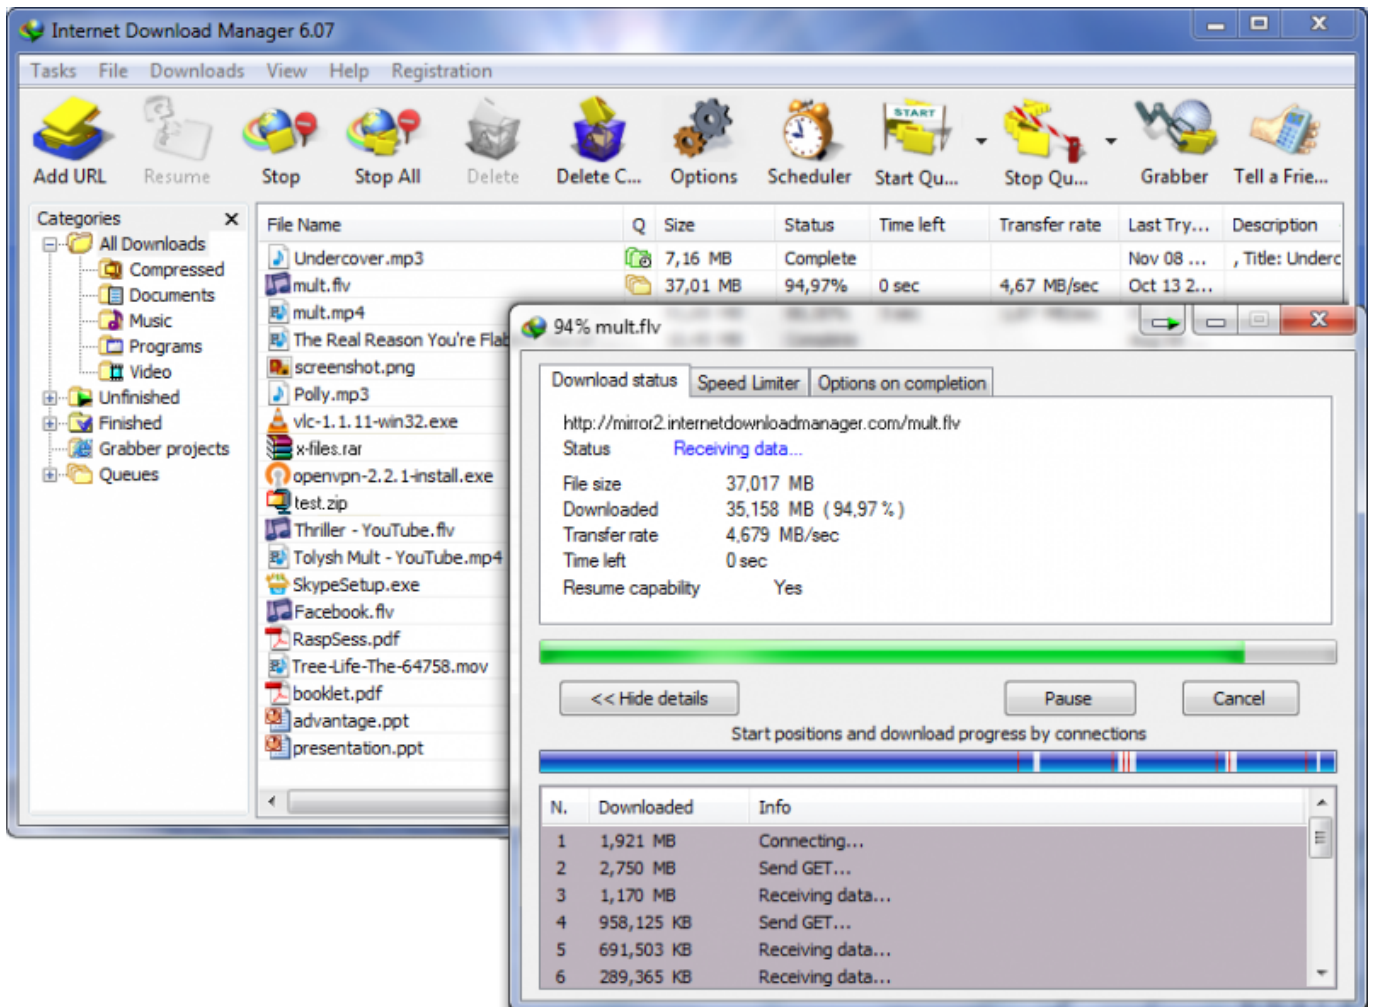 Internet Download Manager 6.07
Tasks File Downloads View Help Registration
Add URL Resume Stop Stop All Delete Delete C... Options Scheduler Start Qu... Stop Qu... Grabber Tell a Frie...
START
Categories
All Downloads
Compressed
Documents
Music
Programs
Video
Unfinished
Finished
Grabber projects
Queues
File Name Q Size Status Time left Transfer rate Last Try... Description
Undercover.mp3 7,16 MB Complete Nov 08 ... , Title: Underc
mult.flv 37,01 MB 94,97% 0 sec 4,67 MB/sec Oct 13 2...
mult.mp4
The Real Reason You're Flab
screenshot.png
Polly.mp3
vlc-1.1.11-win32.exe
x-files.rar
openvpn-2.2.1-install.exe
test.zip
Thriller - YouTube.flv
Tolysh Mult - YouTube.mp4
SkypeSetup.exe
Facebook.flv
RaspSess.pdf
Tree-Life-The-64758.mov
booklet.pdf
advantage.ppt
presentation.ppt
94% mult.flv
Download status Speed Limiter Options on completion
http://mirror2.internetdownloadmanager.com/mult.flv
Status Receiving data...
File size 37,017 MB
Downloaded 35,158 MB ( 94,97 % )
Transfer rate 4,679 MB/sec
Time left 0 sec
Resume capability Yes
<< Hide details Pause Cancel
Start positions and download progress by connections
N. Downloaded Info
1 1,921 MB Connecting...
2 2,750 MB Send GET...
3 1,170 MB Receiving data...
4 958,125 KB Send GET...
5 691,503 KB Receiving data...
6 289,365 KB Receiving data...